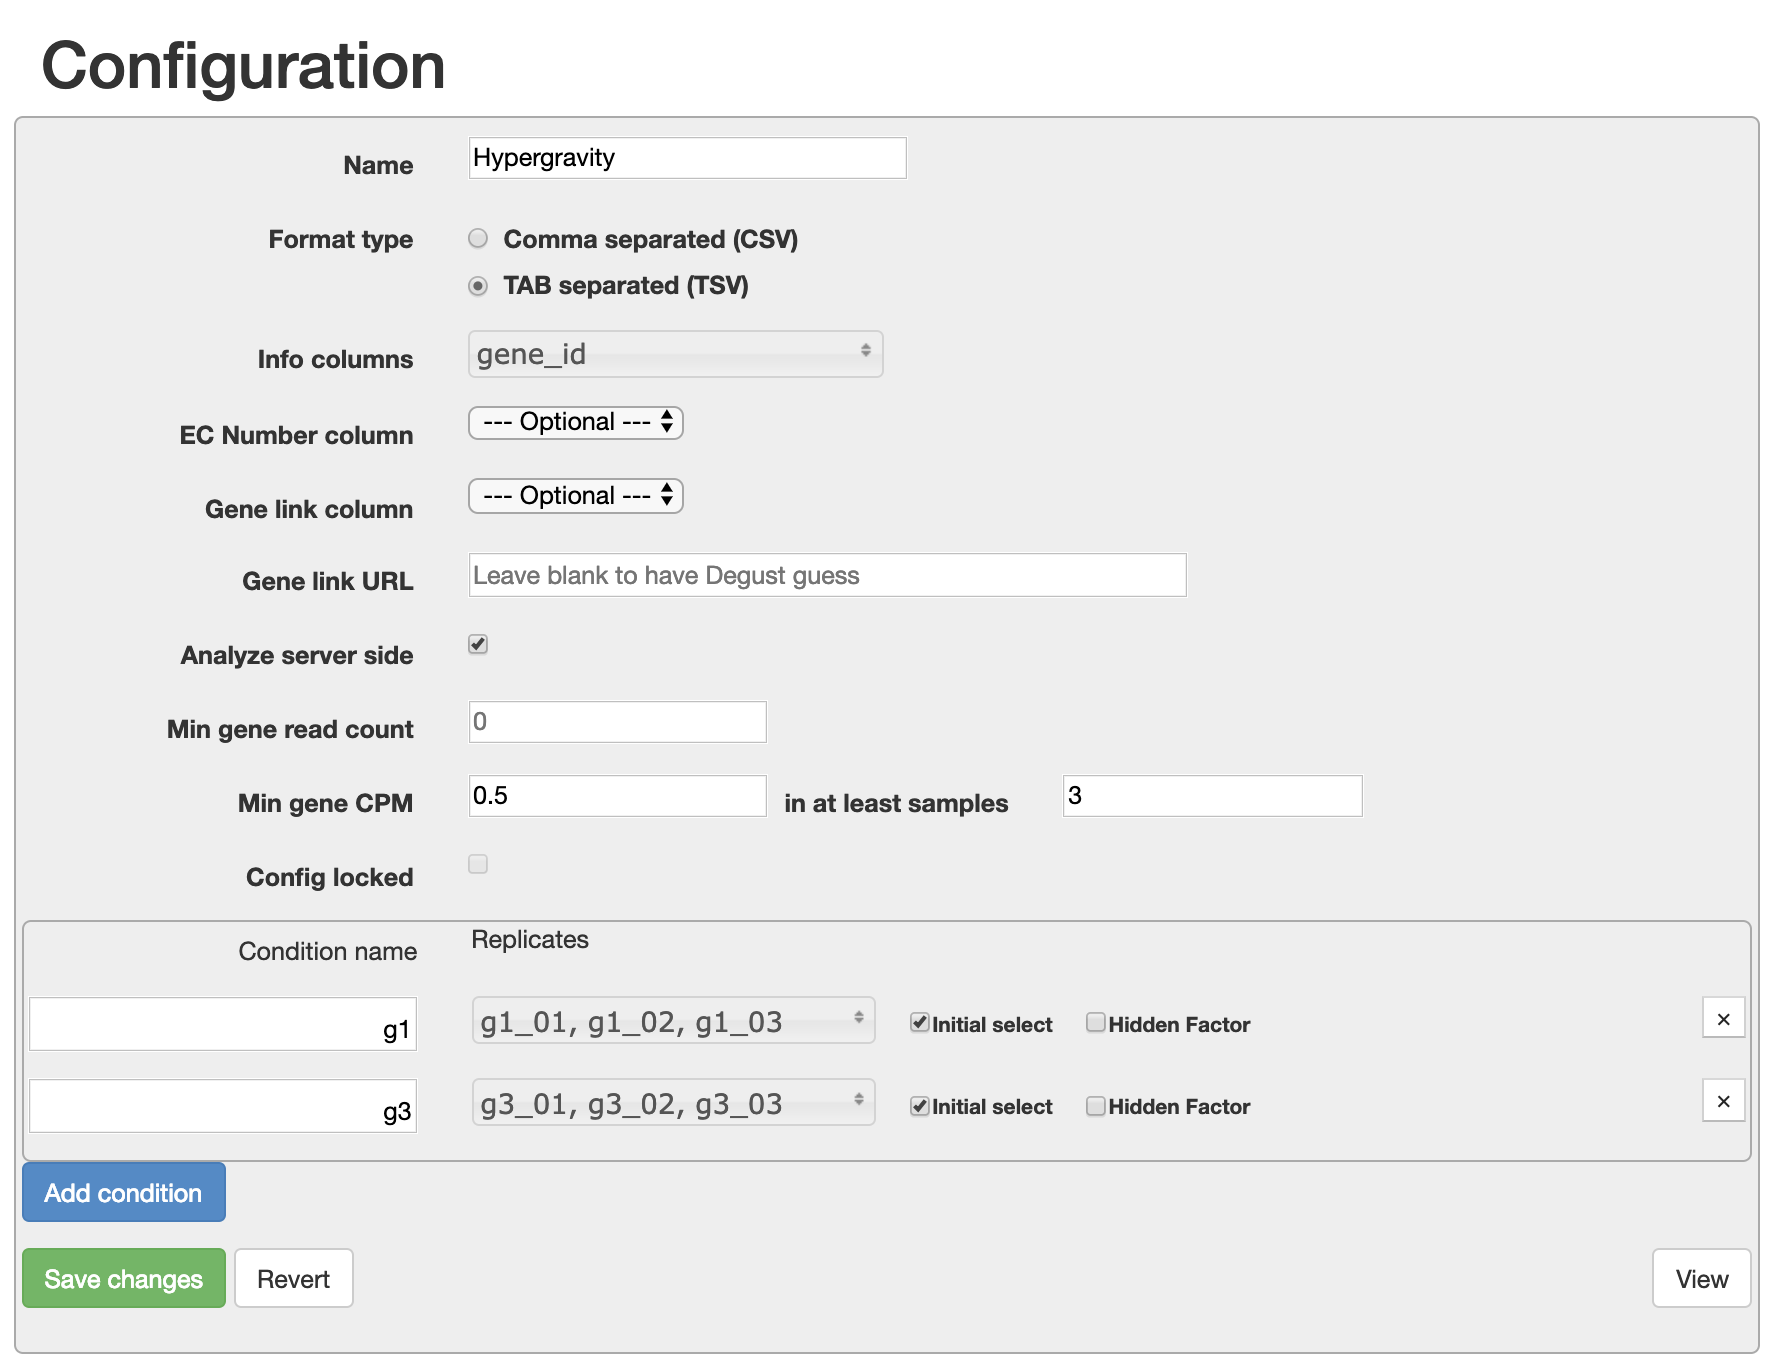 Configuration
Name Hypergravity
Format type Comma separated (CSV)
TAB separated (TSV)
Info columns gene_id
EC Number column --- Optional ---
Gene link column --- Optional ---
Gene link URL Leave blank to have Degust guess
Analyze server side
Min gene read count 0
Min gene CPM 0.5 in at least samples 3
Config locked
Condition name Replicates
g1 g1_01, g1_02, g1_03 Initial select Hidden Factor ×
g3 g3_01, g3_02, g3_03 Initial select Hidden Factor ×
Add condition
Save changes Revert View